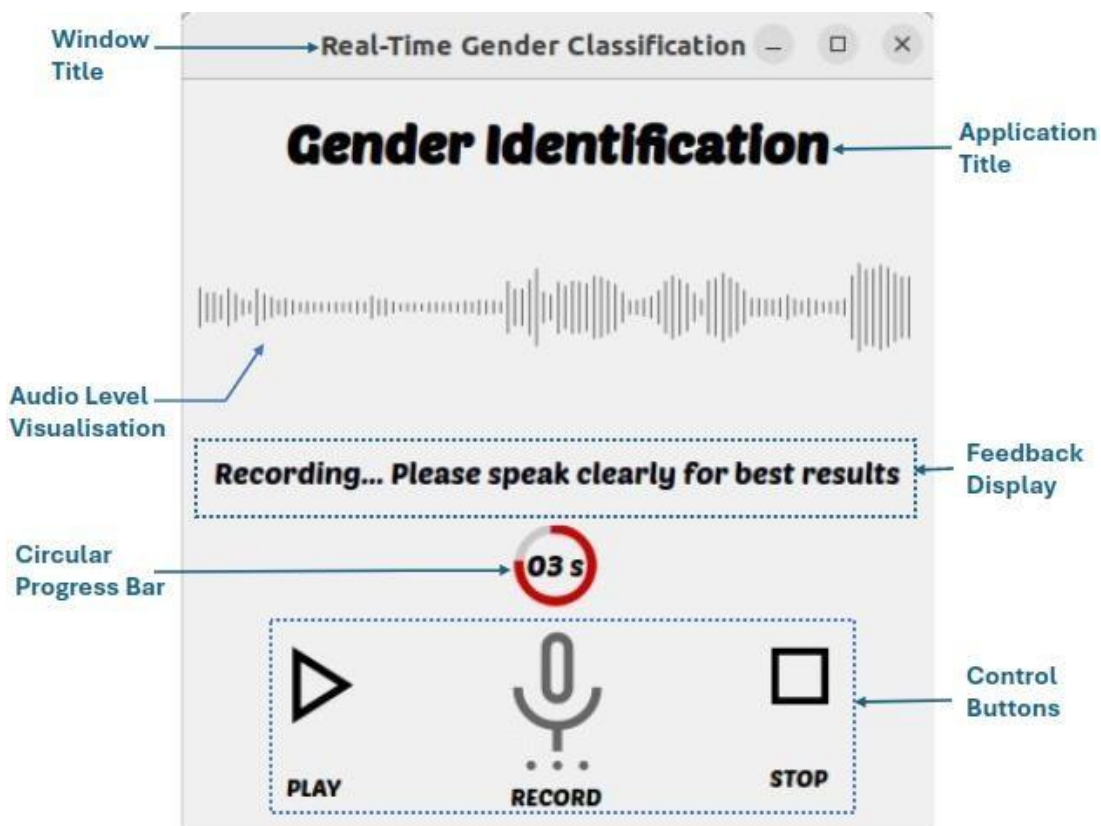 Window
Title
Real-Time Gender Classification
Gender Identification
Application
Title
Audio Level
Visualisation
Recording... Please speak clearly for best results
Feedback
Display
Circular
Progress Bar
03 s
Control
Buttons
PLAY
RECORD
STOP